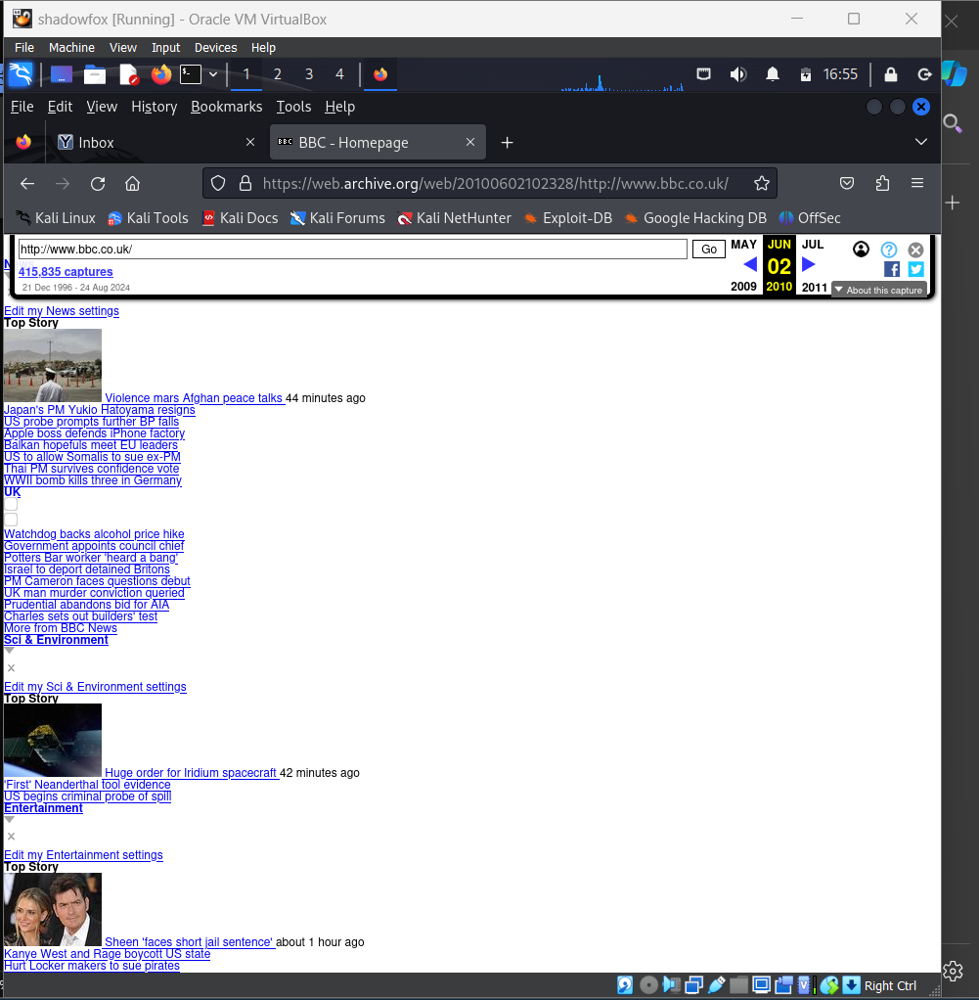 shadowfox [Running] - Oracle VM VirtualBox
File Machine View Input Devices Help
1 2 3 4 16:55
File Edit View History Bookmarks Tools Help
Inbox BBC BBC - Homepage
https://web.archive.org/web/20100602102328/http://www.bbc.co.uk/
Kali Linux Kali Tools Kali Docs Kali Forums Kali NetHunter Exploit-DB Google Hacking DB OffSec
http://www.bbc.co.uk/ Go MAY JUN JUL
415,835 captures 02
21 Dec 1996 - 24 Aug 2024 2009 2010 2011 About this capture
Edit my News settings
Top Story
Violence mars Afghan peace talks 44 minutes ago
Japan's PM Yukio Hatoyama resigns
US probe prompts further BP falls
Apple boss defends iPhone factory
Balkan hopefuls meet EU leaders
US to allow Somalis to sue ex-PM
Thai PM survives confidence vote
WWII bomb kills three in Germany
UK
Watchdog backs alcohol price hike
Government appoints council chief
Potters Bar worker 'heard a bang'
Israel to deport detained Britons
PM Cameron faces questions debut
UK man murder conviction queried
Prudential abandons bid for AIA
Charles sets out builders' test
More from BBC News
Sci & Environment
Edit my Sci & Environment settings
Top Story
Huge order for Iridium spacecraft 42 minutes ago
'First' Neanderthal tool evidence
US begins criminal probe of spill
Entertainment
Edit my Entertainment settings
Top Story
Sheen 'faces short jail sentence' about 1 hour ago
Kanye West and Rage boycott US state
Hurt Locker makers to sue pirates
Right Ctrl